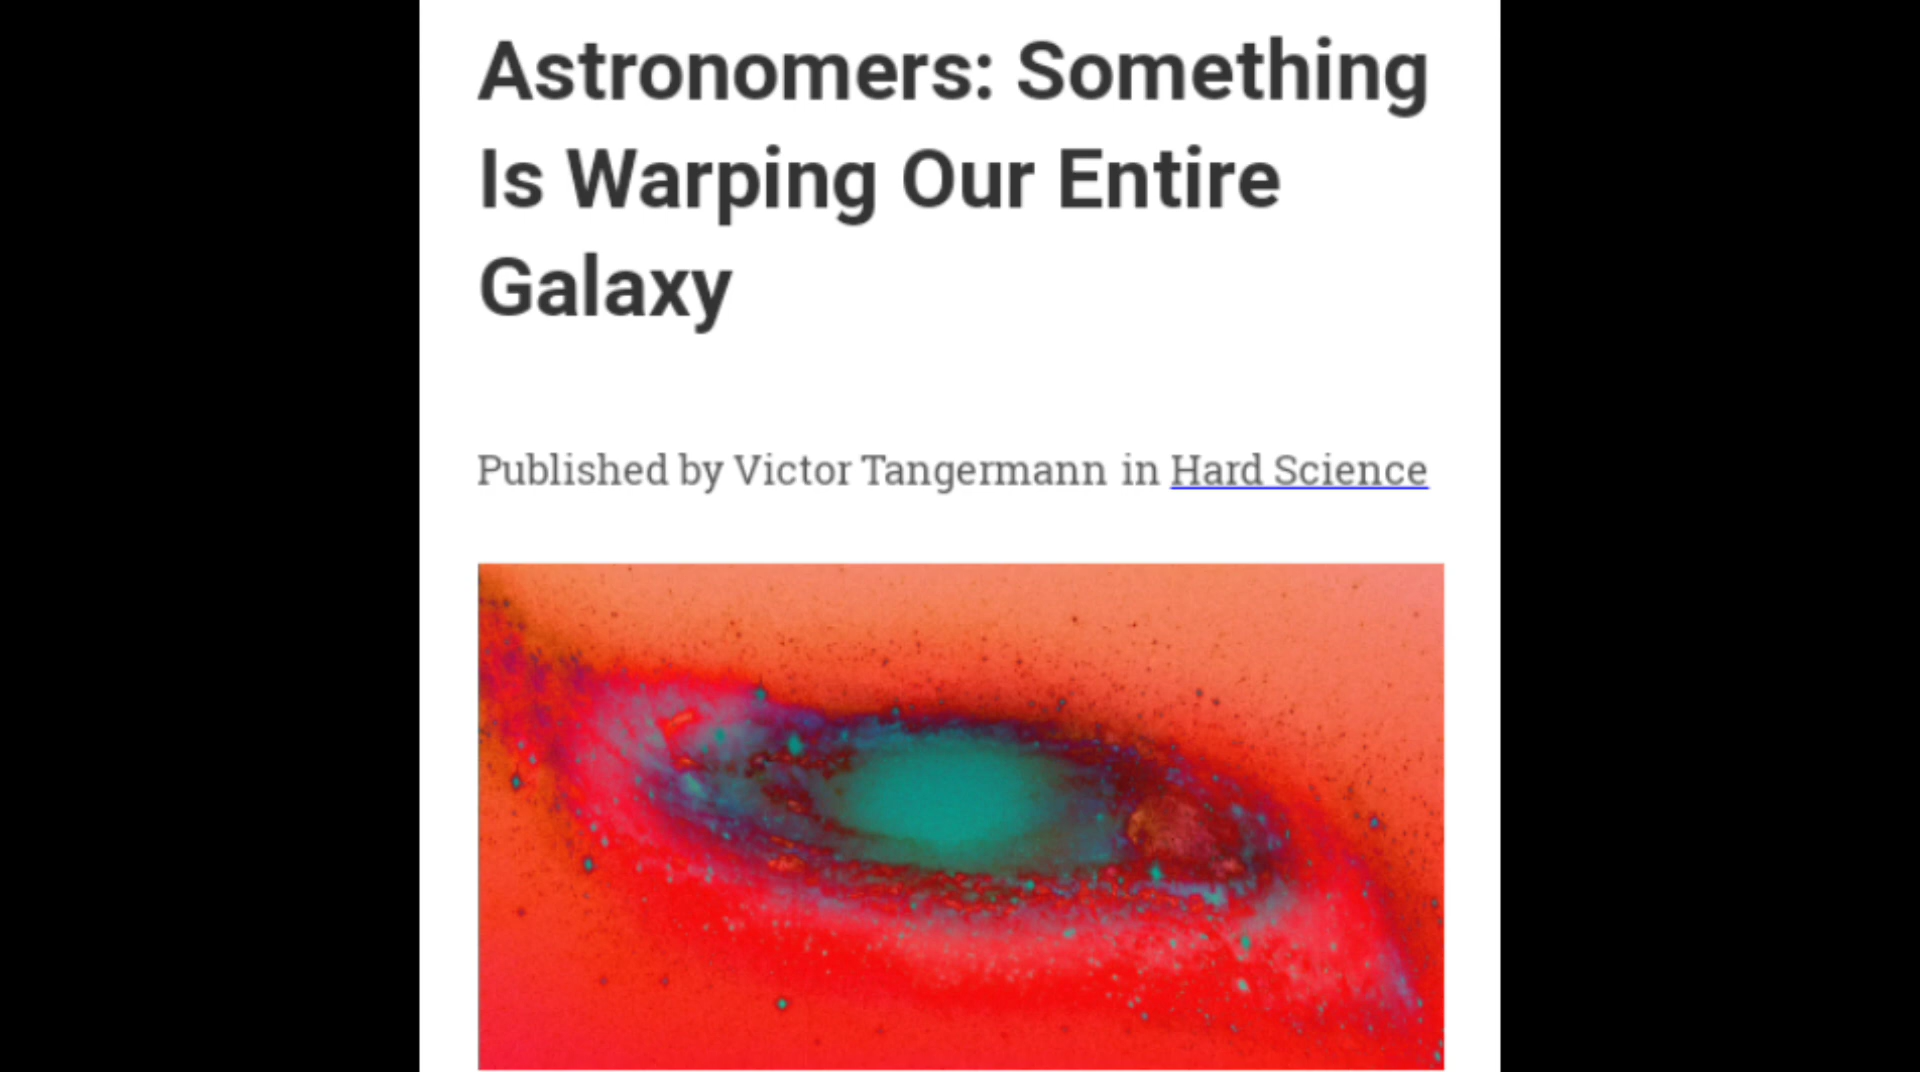 Astronomers: Something
Is Warping Our Entire
Galaxy
Published by Victor Tangermann in Hard Science